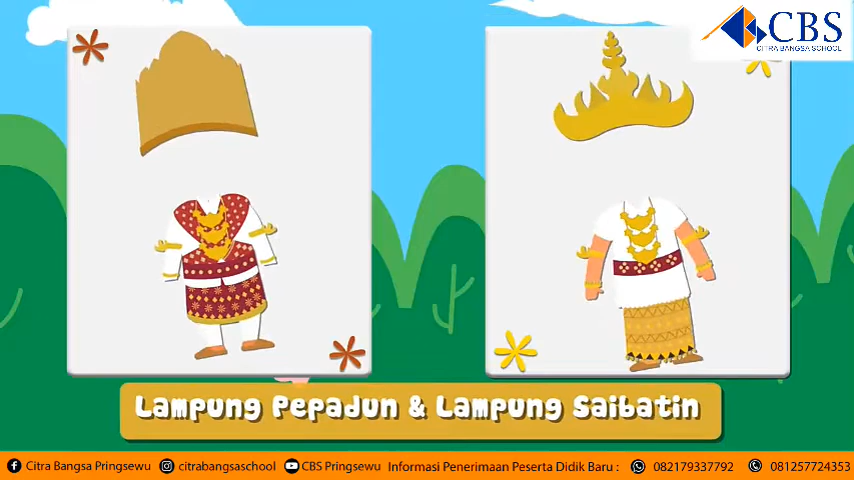 CBS
CITRA BANGSA SCHOOL
Lampung Pepadun & Lampung Saibatin
Citra Bangsa Pringsewu citrabangsaschool CBS Pringsewu Informasi Penerimaan Peserta Didik Baru : 082179337792 081257724353